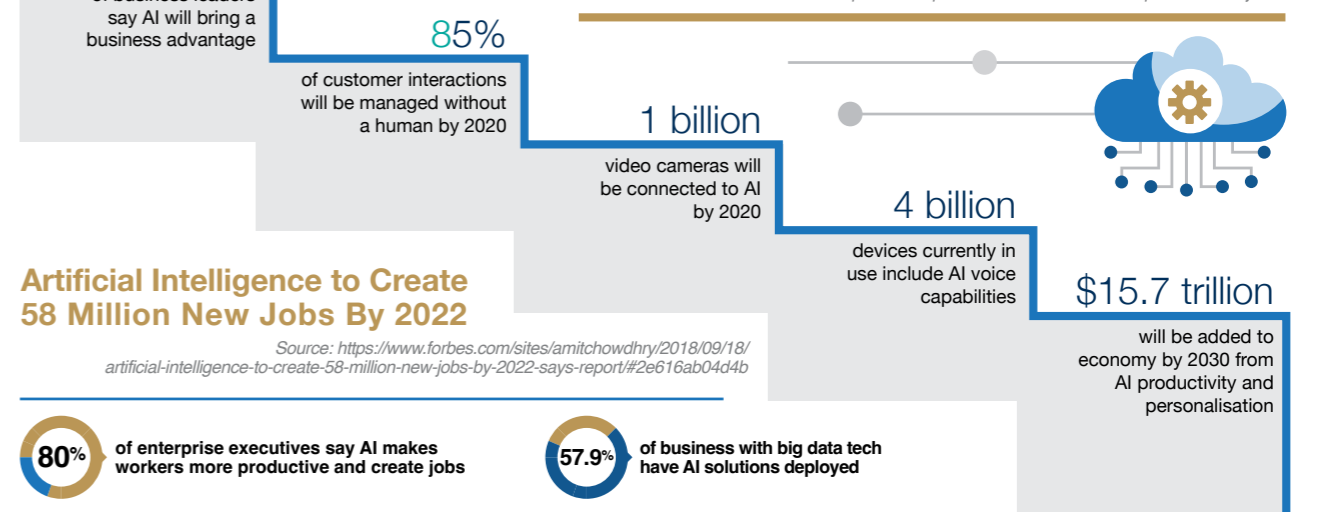 say AI will bring a
business advantage
85%
of customer interactions
will be managed without
a human by 2020
1 billion
video cameras will
be connected to AI
by 2020
4 billion
devices currently in
use include AI voice
capabilities
$15.7 trillion
will be added to
economy by 2030 from
AI productivity and
personalisation
Artificial Intelligence to Create
58 Million New Jobs By 2022
Source: https://www.forbes.com/sites/amitchowdhry/2018/09/18/
artificial-intelligence-to-create-58-million-new-jobs-by-2022-says-report/#2e616ab04d4b
80%
of enterprise executives say AI makes
workers more productive and create jobs
57.9%
of business with big data tech
have AI solutions deployed